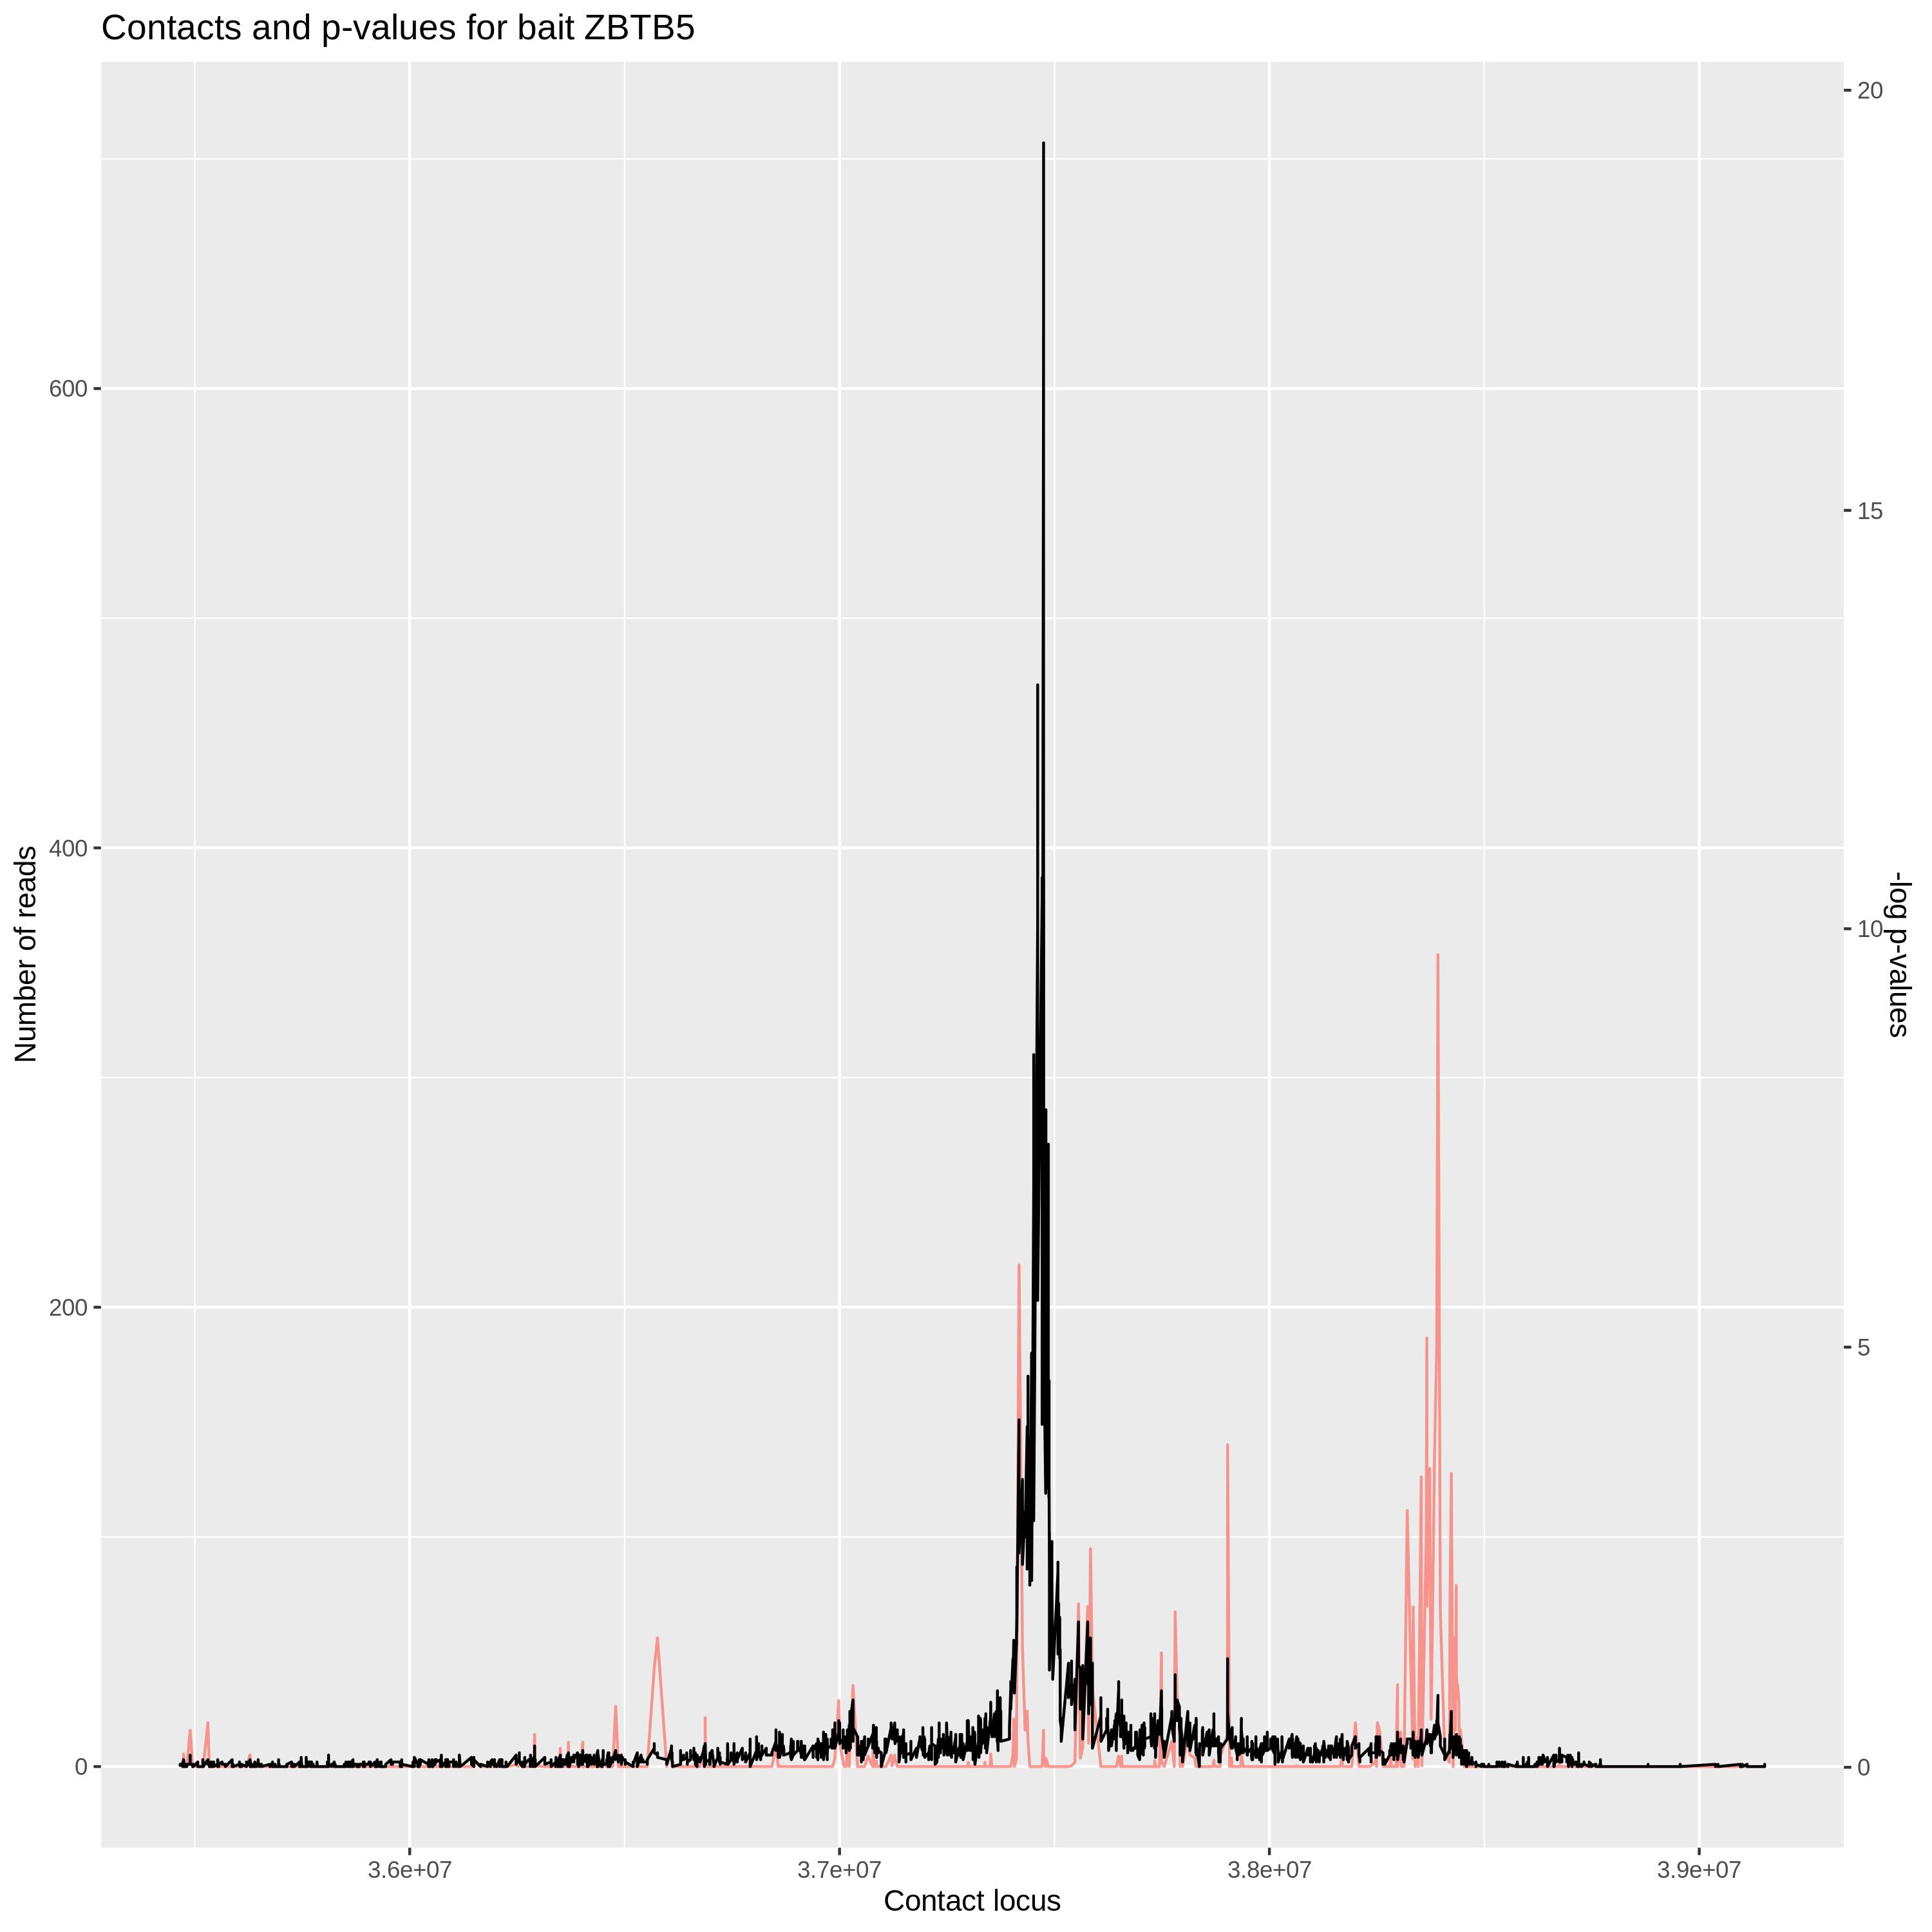 Contacts and p-values for bait ZBTB5
Number of reads
600
400
200
0
20
15
10
5
0
-log p-values
3.6e+07
3.7e+07
3.8e+07
3.9e+07
Contact locus